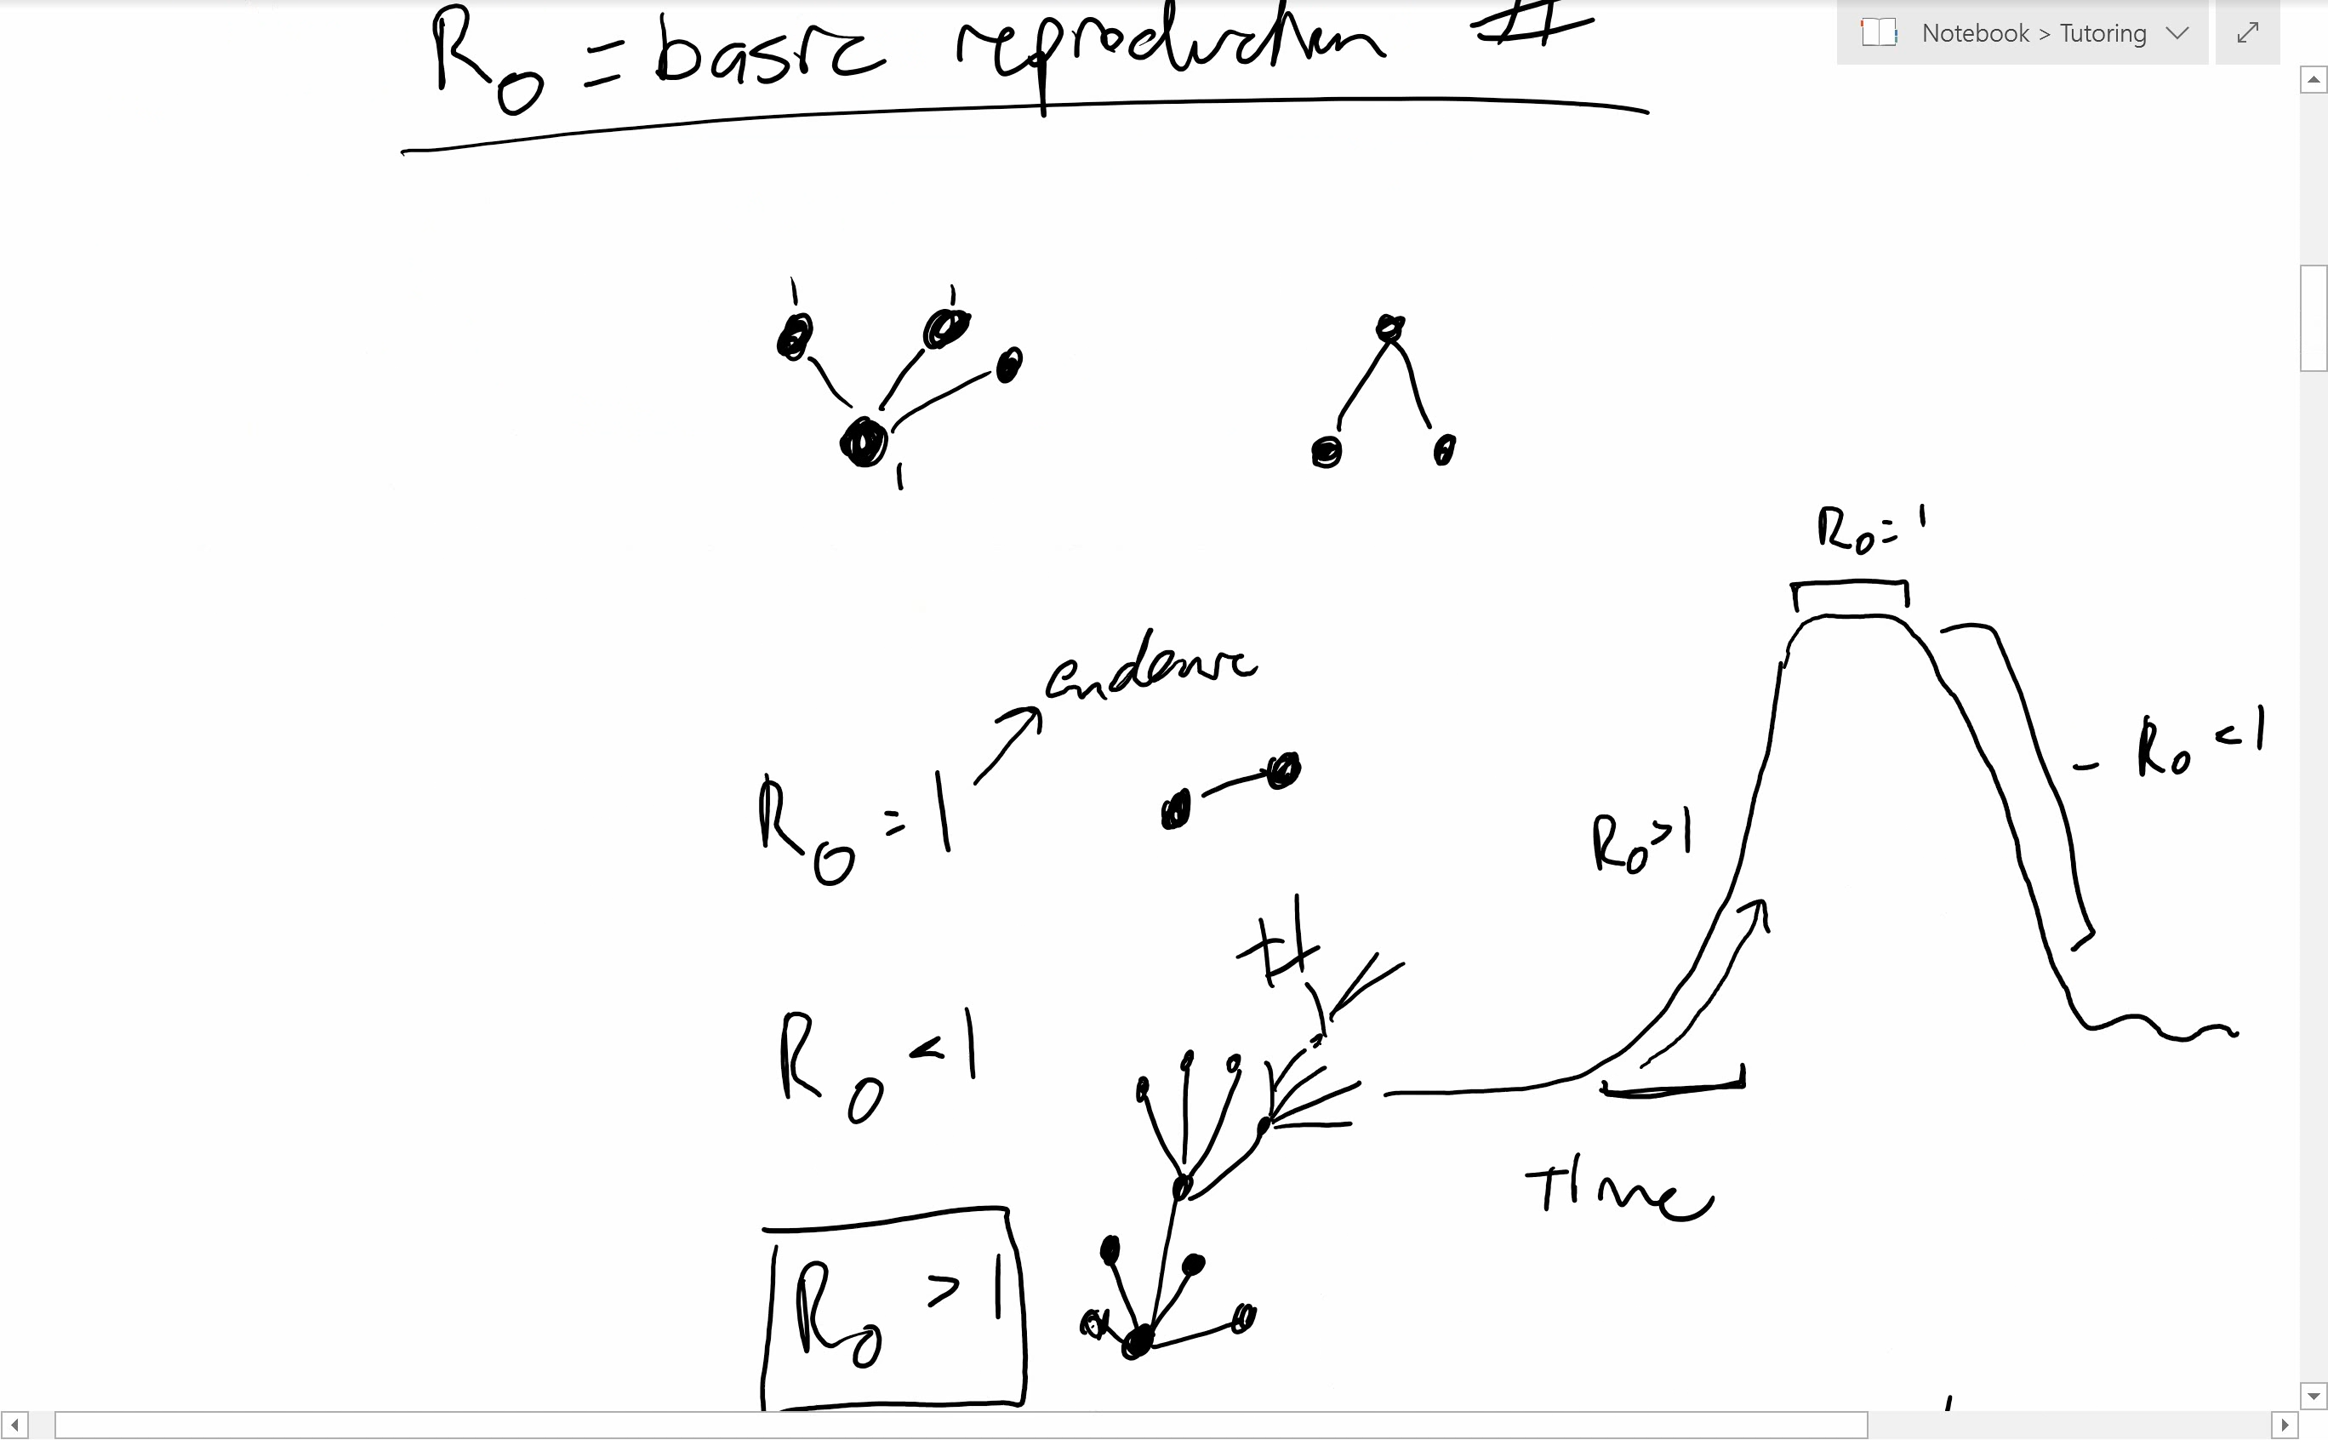 Notebook > Tutoring
R0 = basic reproduction #
R0 = 1
endemic
R0 = 1
R0 < 1
R0 > 1
#
R0 < 1
Time
R0 > 1